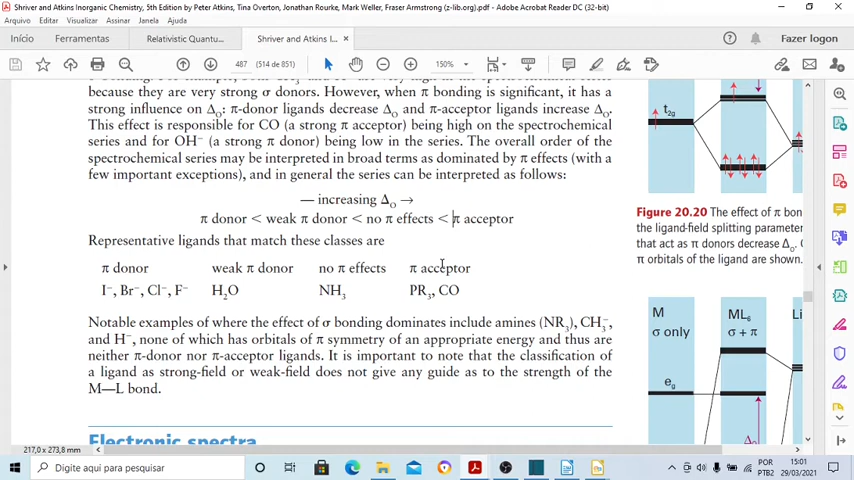 Shriver and Atkins Inorganic Chemistry, 5th Edition by Peter Atkins, Tina Overton, Jonathan Rourke, Mark Weller, Fraser Armstrong (z-lib.org).pdf - Adobe Acrobat Reader DC (32-bit)
Arquivo Editar Visualizar Assinar Janela Ajuda
Início Ferramentas Relativistic Quantu... Shriver and Atkins I... × Fazer logon
487 (514 de 851) 150%
because they are very strong σ donors. However, when π bonding is significant, it has a
strong influence on ΔO: π-donor ligands decrease ΔO and π-acceptor ligands increase ΔO.
This effect is responsible for CO (a strong π acceptor) being high on the spectrochemical
series and for OH⁻ (a strong π donor) being low in the series. The overall order of the
spectrochemical series may be interpreted in broad terms as dominated by π effects (with a
few important exceptions), and in general the series can be interpreted as follows:
— increasing ΔO →
π donor < weak π donor < no π effects < π acceptor
Representative ligands that match these classes are
π donor weak π donor no π effects π acceptor
I⁻, Br⁻, Cl⁻, F⁻ H₂O NH₃ PR₃, CO
Notable examples of where the effect of σ bonding dominates include amines (NR₃), CH₃⁻,
and H⁻, none of which has orbitals of π symmetry of an appropriate energy and thus are
neither π-donor nor π-acceptor ligands. It is important to note that the classification of
a ligand as strong-field or weak-field does not give any guide as to the strength of the
M—L bond.
Electronic spectra
217,0 x 273,8 mm
t₂g
Figure 20.20 The effect of π bon
the ligand-field splitting parameter
that act as π donors decrease ΔO.
π orbitals of the ligand are shown.
M ML₆ Li
σ only σ + π
eg
ΔO
Digite aqui para pesquisar
POR 15:01
PTB2 29/03/2021